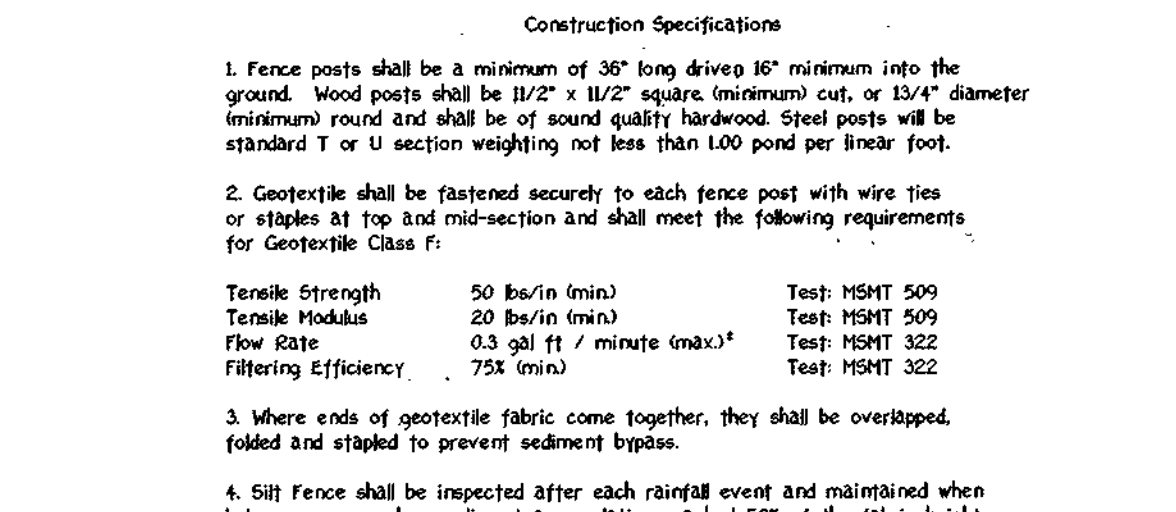 Construction Specifications
1. Fence posts shall be a minimum of 36" long driven 16" minimum into the
ground. Wood posts shall be 11/2" x 11/2" square (minimum) cut, or 13/4" diameter
(minimum) round and shall be of sound quality hardwood. Steel posts will be
standard T or U section weighting not less than 1.00 pond per linear foot.
2. Geotextile shall be fastened securely to each fence post with wire ties
or staples at top and mid-section and shall meet the following requirements
for Geotextile Class F:
Tensile Strength 50 lbs/in (min.) Test: MSMT 509
Tensile Modulus 20 lbs/in (min.) Test: MSMT 509
Flow Rate 0.3 gal ft / minute (max.)* Test: MSMT 322
Filtering Efficiency 75% (min.) Test: MSMT 322
3. Where ends of geotextile fabric come together, they shall be overlapped,
folded and stapled to prevent sediment bypass.
4. Silt Fence shall be inspected after each rainfall event and maintained when